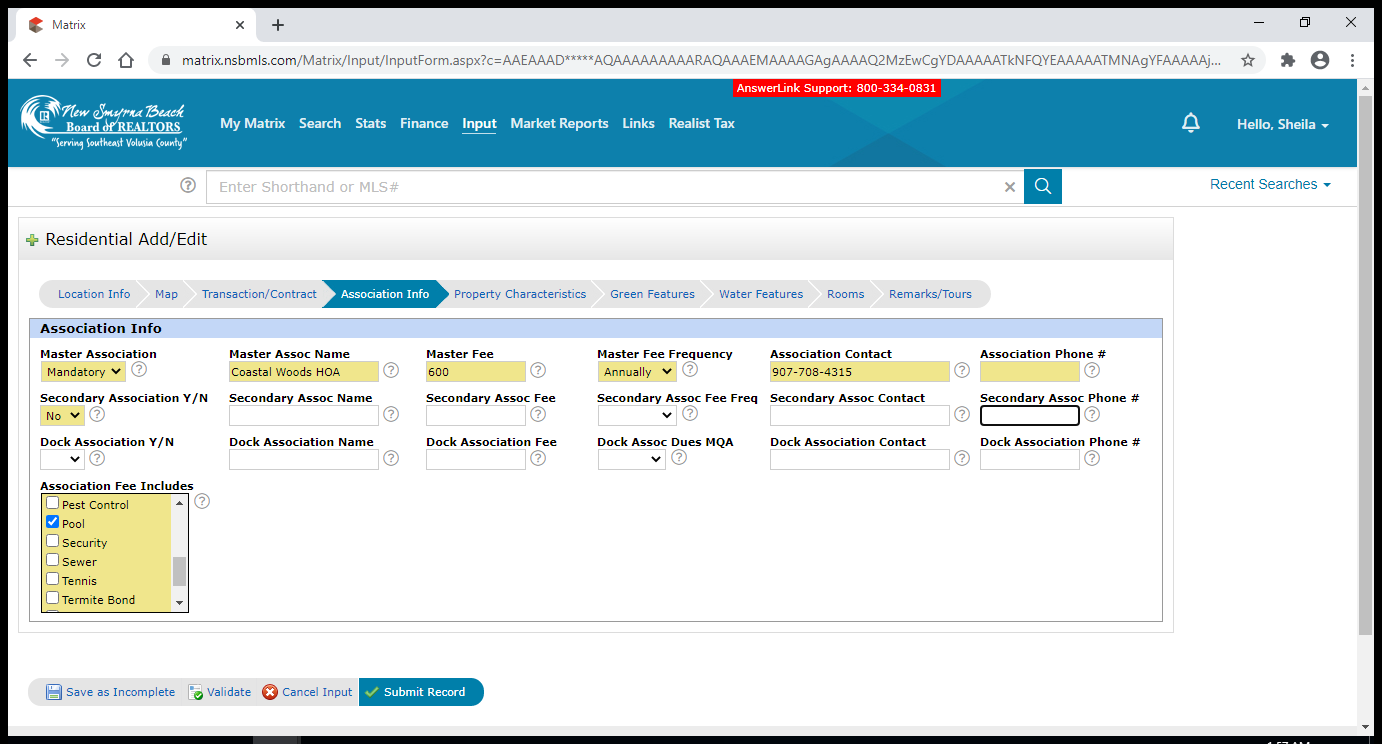 Matrix
matrix.nsbmls.com/Matrix/Input/InputForm.aspx?c=AAEAAAD*****AQAAAAAAAAARAQAAAEMAAAAGAgAAAAQ2MzEwCgYDAAAAATkNFQYEAAAAATMNAgYFAAAAAj...
AnswerLink Support: 800-334-0831
New Smyrna Beach
Board of REALTORS
"Serving Southeast Volusia County"
My Matrix Search Stats Finance Input Market Reports Links Realist Tax
Hello, Sheila
Enter Shorthand or MLS#
Recent Searches
Residential Add/Edit
Location Info Map Transaction/Contract Association Info Property Characteristics Green Features Water Features Rooms Remarks/Tours
Association Info
Master Association Master Assoc Name Master Fee Master Fee Frequency Association Contact Association Phone #
Mandatory ? Coastal Woods HOA ? 600 ? Annually ? 907-708-4315 ? ?
Secondary Association Y/N Secondary Assoc Name Secondary Assoc Fee Secondary Assoc Fee Freq Secondary Assoc Contact Secondary Assoc Phone #
No ? ? ? ? ? ?
Dock Association Y/N Dock Association Name Dock Association Fee Dock Assoc Dues MQA Dock Association Contact Dock Association Phone #
? ? ? ? ? ?
Association Fee Includes
?
Pest Control
Pool
Security
Sewer
Tennis
Termite Bond
Save as Incomplete Validate Cancel Input Submit Record